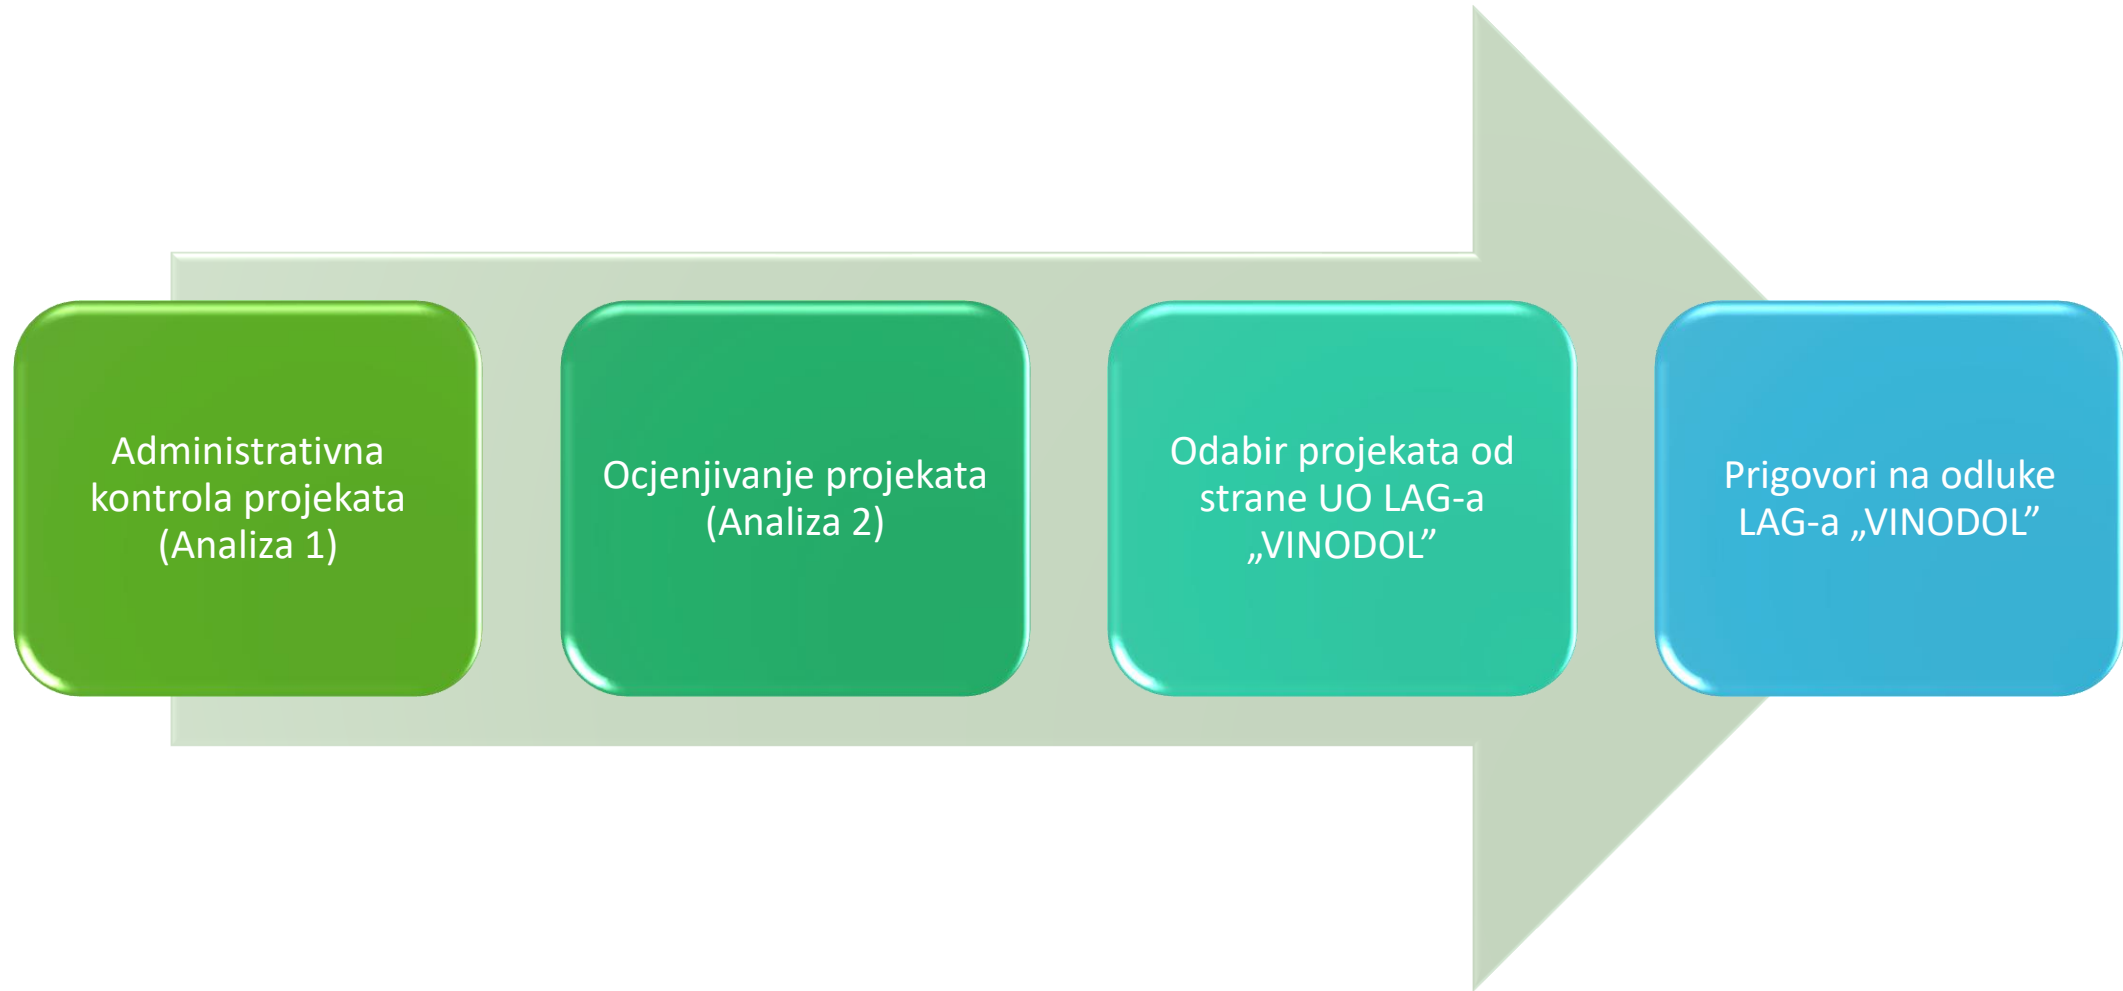 Administrativna
kontrola projekata
(Analiza 1)
Ocjenjivanje projekata
(Analiza 2)
Odabir projekata od
strane UO LAG-a
„VINODOL”
Prigovori na odluke
LAG-a „VINODOL”